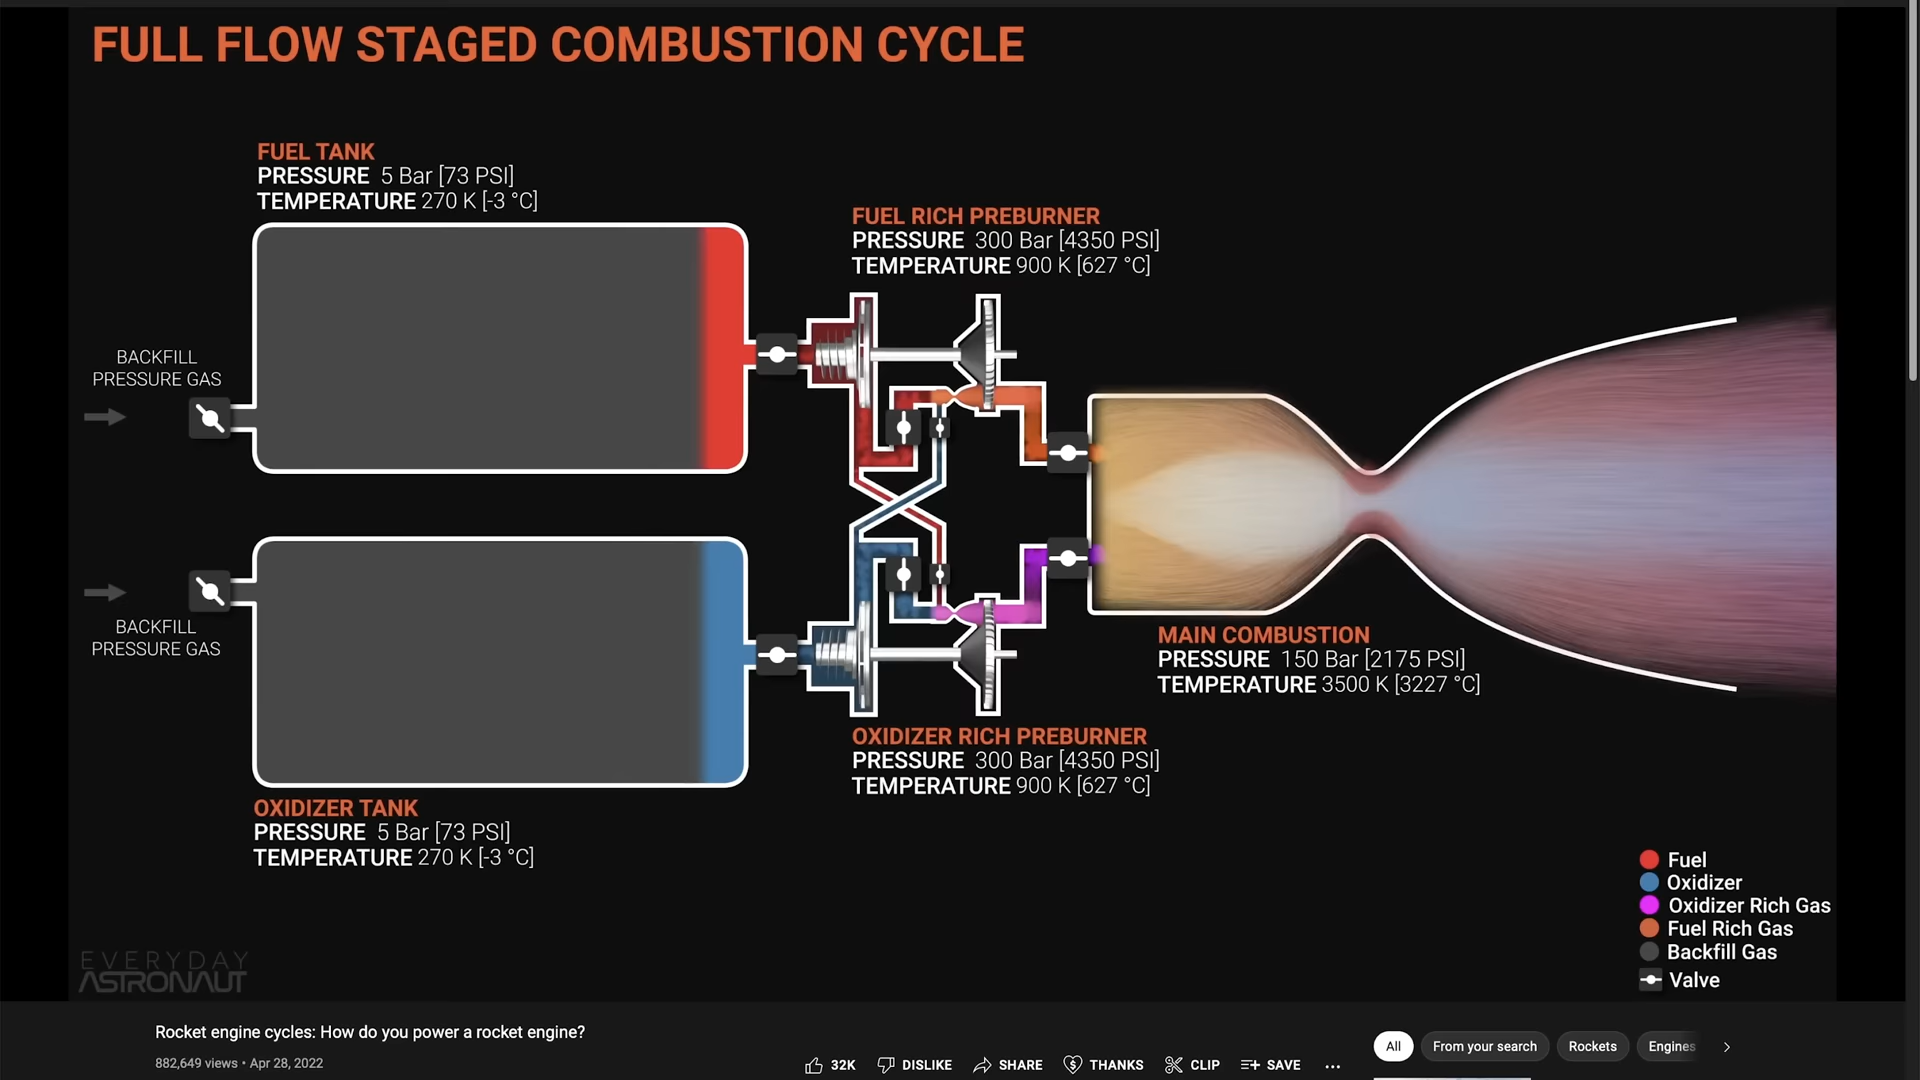 FULL FLOW STAGED COMBUSTION CYCLE
FUEL TANK
PRESSURE 5 Bar [73 PSI]
TEMPERATURE 270 K [-3 °C]
FUEL RICH PREBURNER
PRESSURE 300 Bar [4350 PSI]
TEMPERATURE 900 K [627 °C]
BACKFILL
PRESSURE GAS
BACKFILL
PRESSURE GAS
MAIN COMBUSTION
PRESSURE 150 Bar [2175 PSI]
TEMPERATURE 3500 K [3227 °C]
OXIDIZER RICH PREBURNER
PRESSURE 300 Bar [4350 PSI]
TEMPERATURE 900 K [627 °C]
OXIDIZER TANK
PRESSURE 5 Bar [73 PSI]
TEMPERATURE 270 K [-3 °C]
Fuel
Oxidizer
Oxidizer Rich Gas
Fuel Rich Gas
Backfill Gas
Valve
EVERYDAY
ASTRONAUT
Rocket engine cycles: How do you power a rocket engine?
882,649 views • Apr 28, 2022
32K DISLIKE SHARE THANKS CLIP SAVE ...
All From your search Rockets Engines